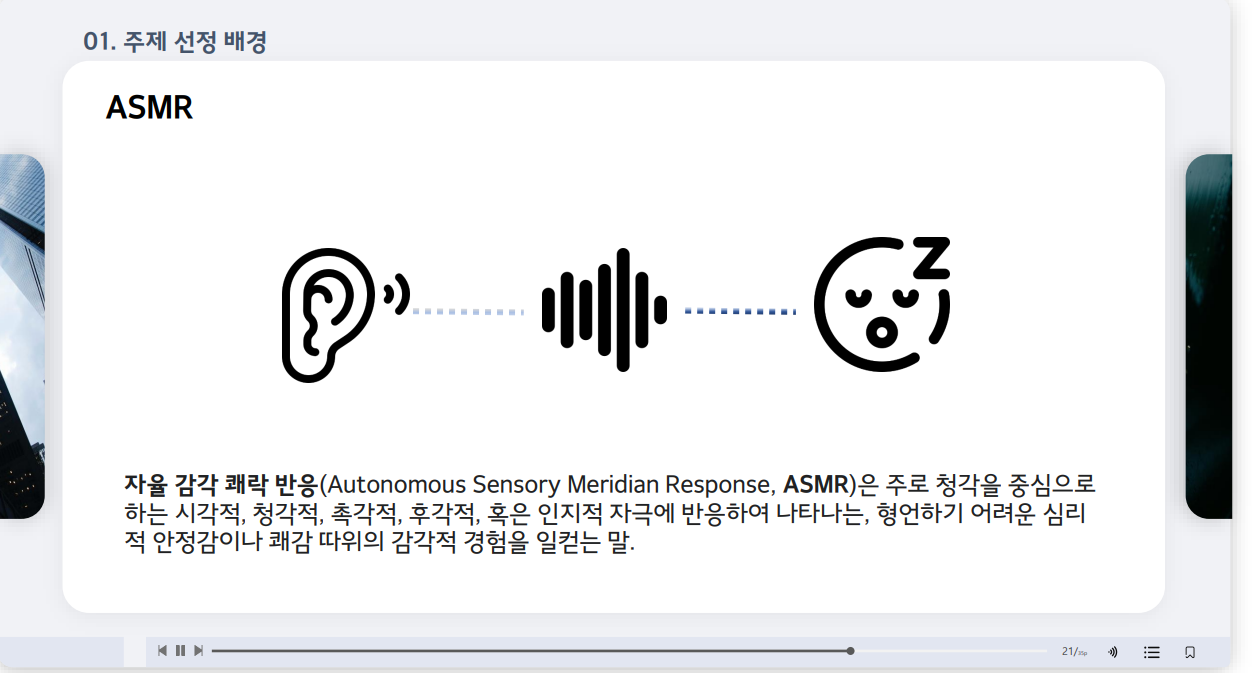 01. 주제 선정 배경
ASMR
자율 감각 쾌락 반응(Autonomous Sensory Meridian Response, ASMR)은 주로 청각을 중심으로
하는 시각적, 청각적, 촉각적, 후각적, 혹은 인지적 자극에 반응하여 나타나는, 형언하기 어려운 심리
적 안정감이나 쾌감 따위의 감각적 경험을 일컫는 말.
21/35p